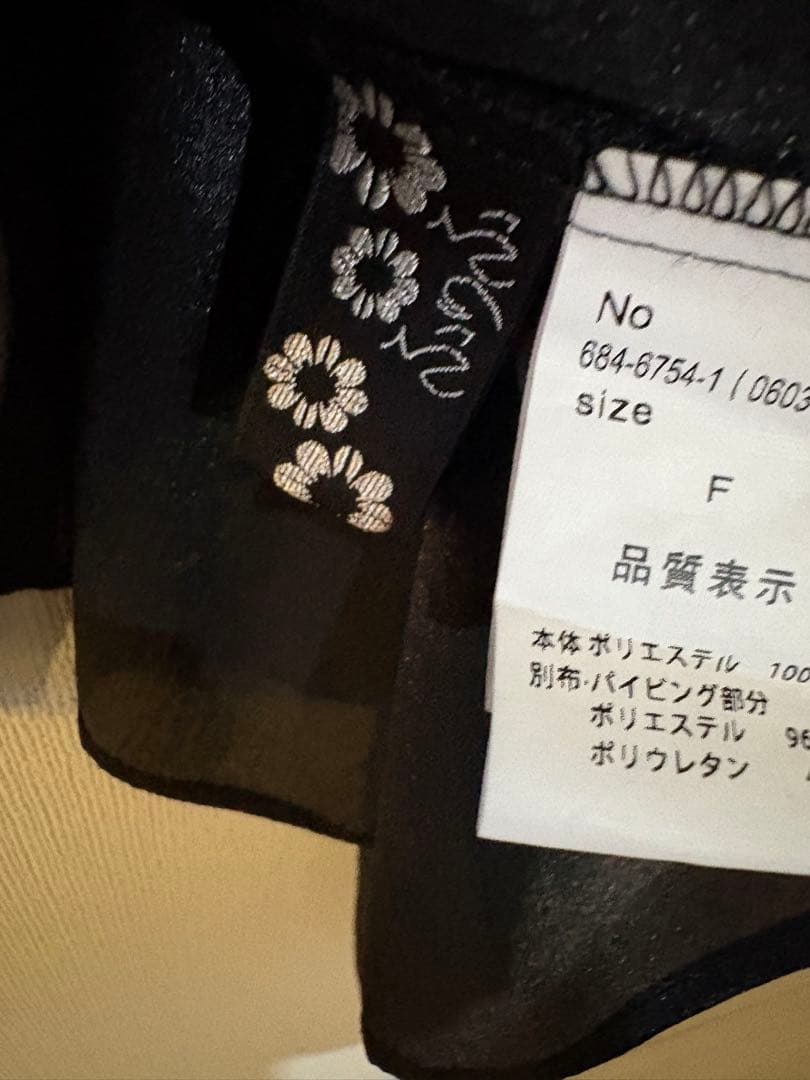 No
684-6754-1 / 0603
size
F
品質表示
本体 ポリエステル 100
別布・パイピング部分
ポリエステル 96
ポリウレタン